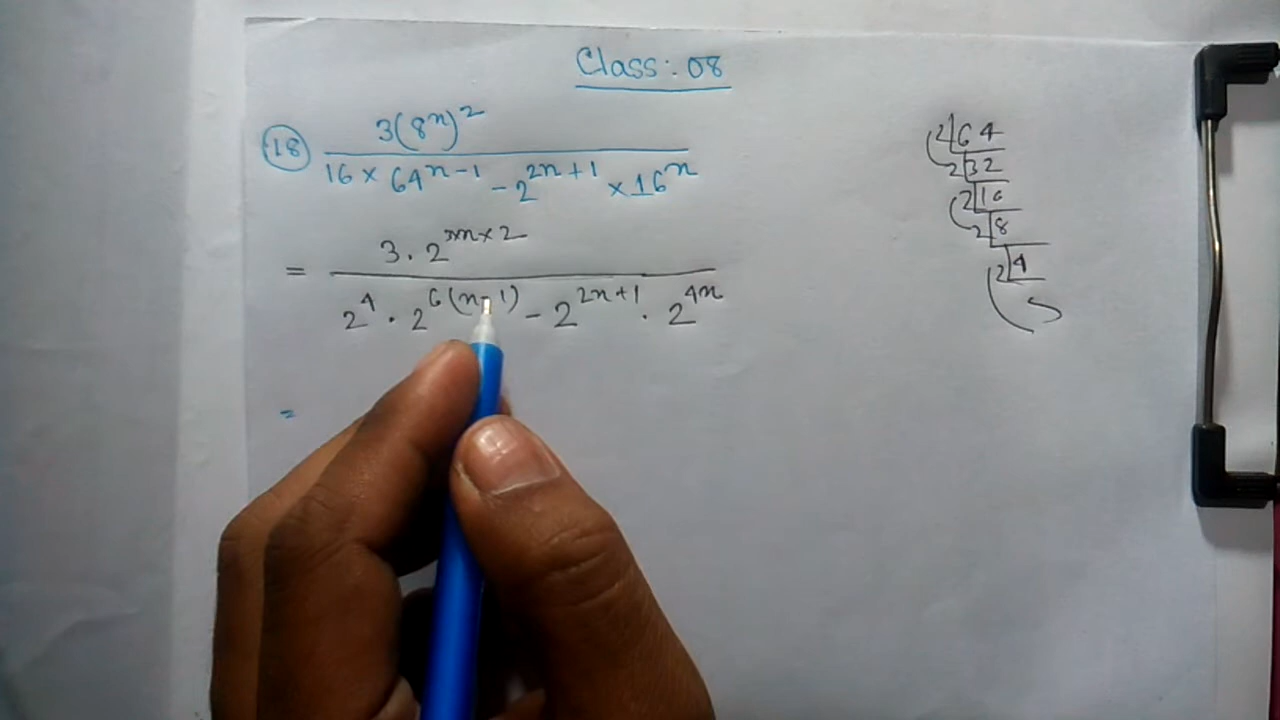 Class: 08
(18) 3(8^n)^2 / 16 × 64^{n-1} - 2^{2n+1} × 16^n
= 3 . 2^{3n×2} / 2^4 . 2^{6(n-1)} - 2^{2n+1} . 2^{4n}
=
2|64
2|32
2|16
2|8
2|4